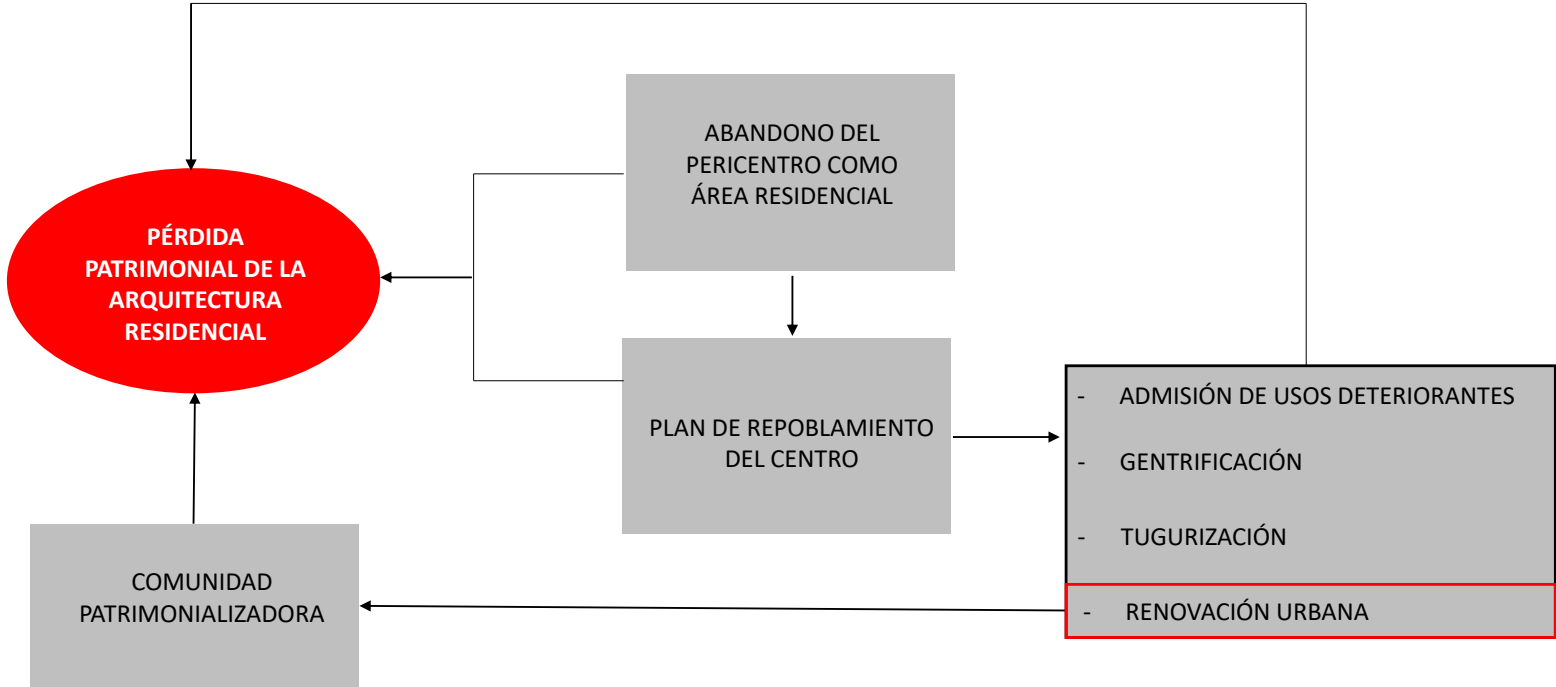 ABANDONO DEL
PERICENTRO COMO
ÁREA RESIDENCIAL
PÉRDIDA
PATRIMONIAL DE LA
ARQUITECTURA
RESIDENCIAL
PLAN DE REPOBLAMIENTO
DEL CENTRO
- ADMISIÓN DE USOS DETERIORANTES
- GENTRIFICACIÓN
- TUGURIZACIÓN
- RENOVACIÓN URBANA
COMUNIDAD
PATRIMONIALIZADORA